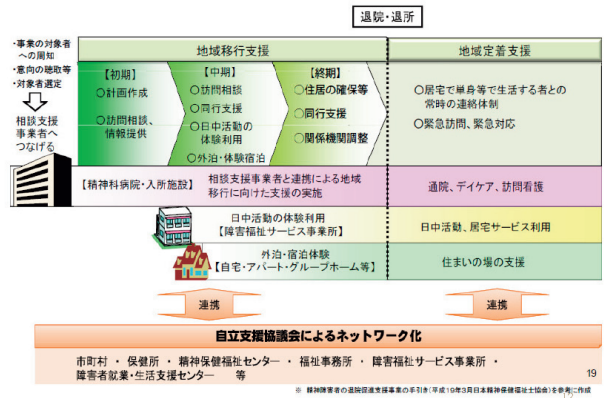 退院・退所
・事業の対象者
への周知
・意向の聴取等
・対象者選定
相談支援
事業者へ
つなげる
地域移行支援
【初期】
○計画作成
○訪問相談、
情報提供
【中期】
○訪問相談
○同行支援
○日中活動の
体験利用
○外泊・体験宿泊
【終期】
○住居の確保等
○同行支援
○関係機関調整
地域定着支援
○居宅で単身等で生活する者との
常時の連絡体制
○緊急訪問、緊急対応
【精神科病院・入所施設】
相談支援事業者と連携による地域
移行に向けた支援の実施
通院、デイケア、訪問看護
日中活動の体験利用
【障害福祉サービス事業所】
日中活動、居宅サービス利用
外泊・宿泊体験
【自宅・アパート・グループホーム等】
住まいの場の支援
連携
連携
自立支援協議会によるネットワーク化
市町村 ・ 保健所 ・ 精神保健福祉センター ・ 福祉事務所 ・ 障害福祉サービス事業所 ・
障害者就業・生活支援センター 等
19
※ 精神障害者の退院促進支援事業の手引き(平成19年3月日本精神保健福祉士協会)を参考に作成